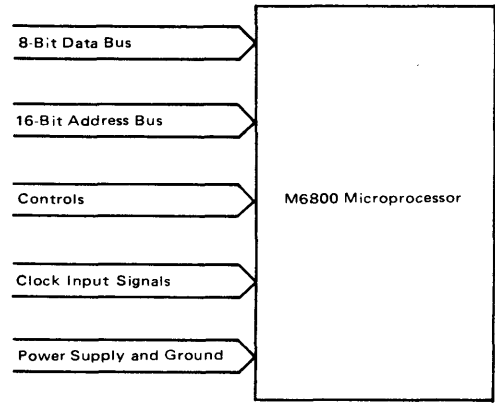 8-Bit Data Bus
16-Bit Address Bus
Controls
M6800 Microprocessor
Clock Input Signals
Power Supply and Ground